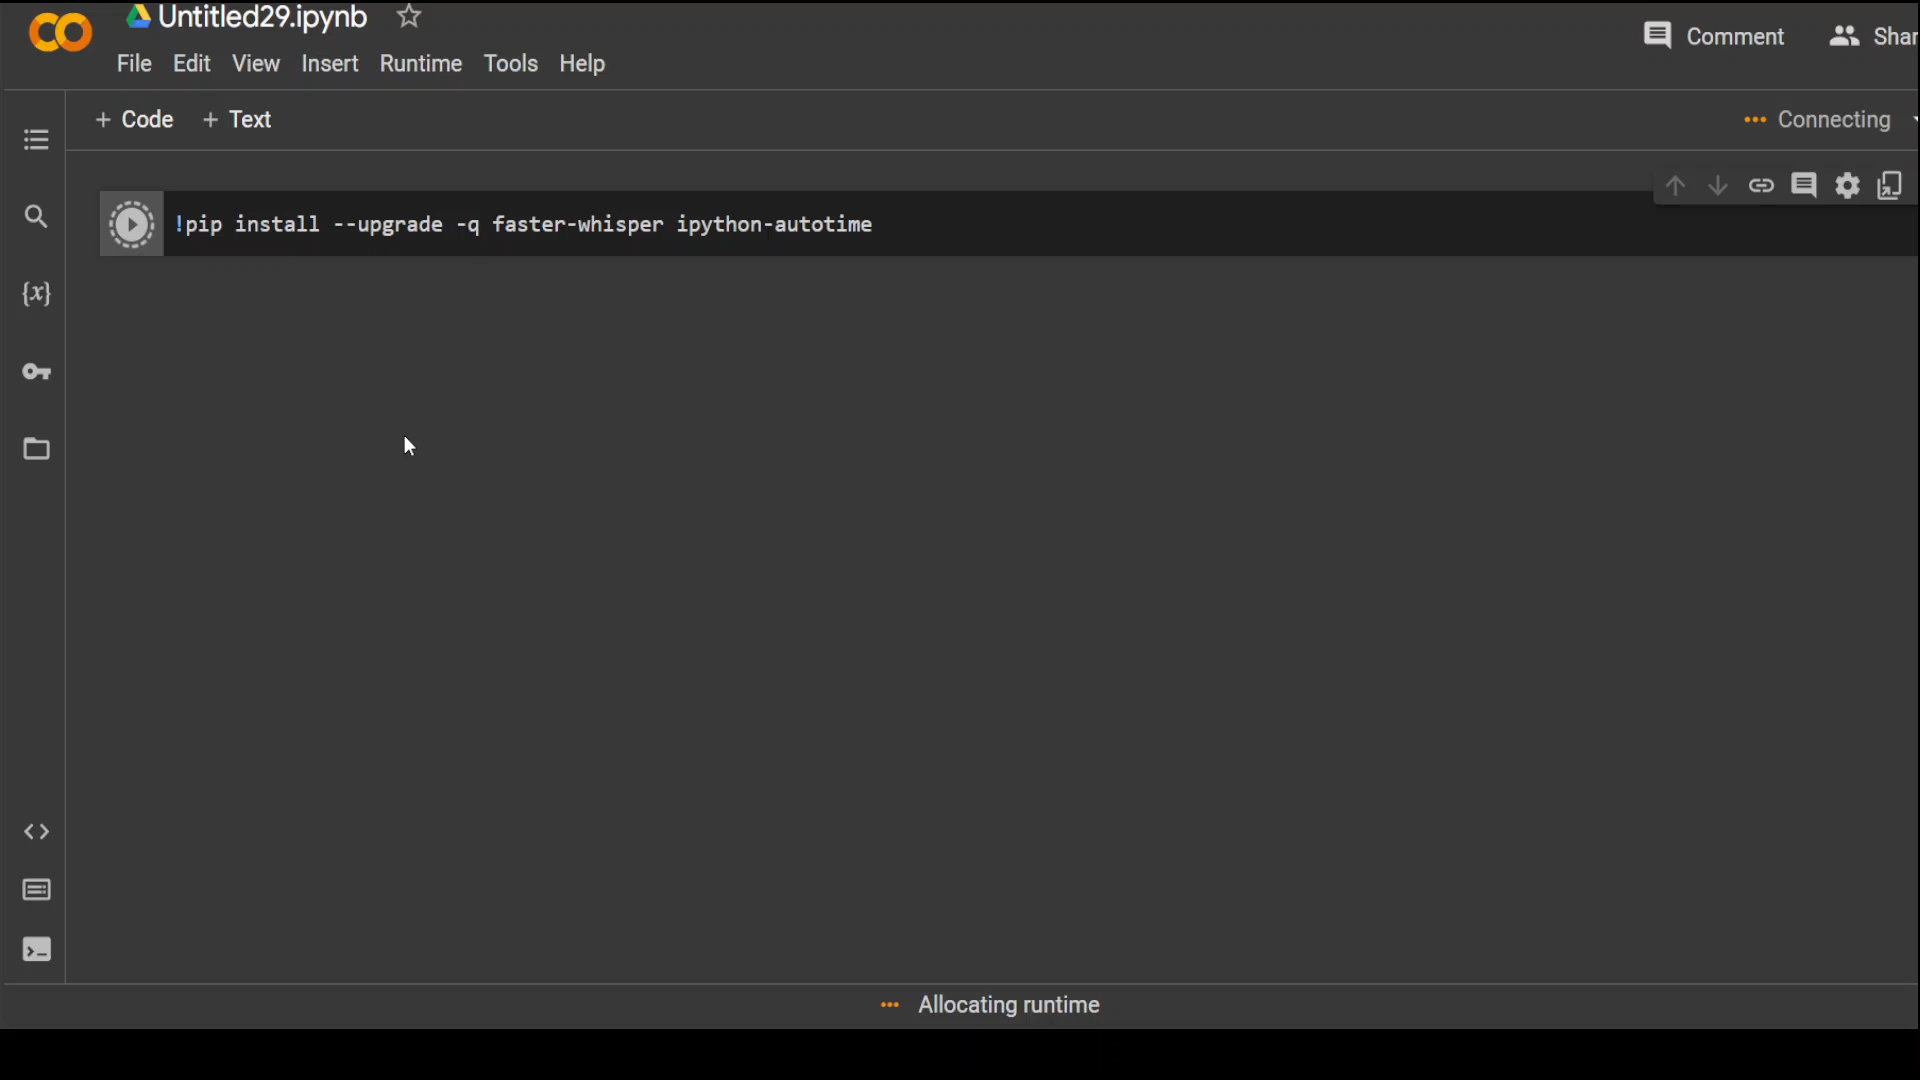 Untitled29.ipynb
File Edit View Insert Runtime Tools Help
Comment
Shar
+ Code + Text
Connecting
!pip install --upgrade -q faster-whisper ipython-autotime
{x}
Allocating runtime